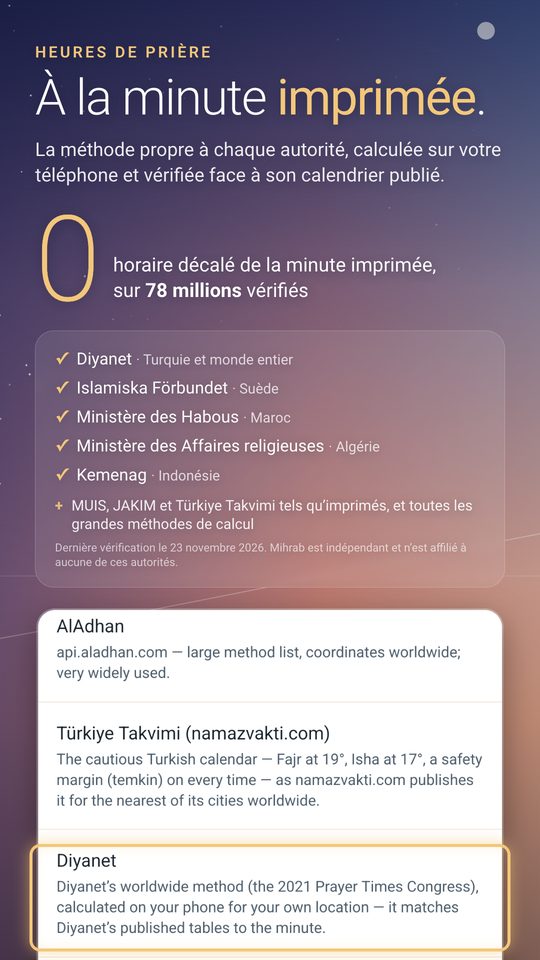 HEURES DE PRIÈRE
À la minute imprimée.
La méthode propre à chaque autorité, calculée sur votre
téléphone et vérifiée face à son calendrier publié.
0 horaire décalé de la minute imprimée,
sur 78 millions vérifiés
✓ Diyanet · Turquie et monde entier
✓ Islamiska Förbundet · Suède
✓ Ministère des Habous · Maroc
✓ Ministère des Affaires religieuses · Algérie
✓ Kemenag · Indonésie
+ MUIS, JAKIM et Türkiye Takvimi tels qu’imprimés, et toutes les
grandes méthodes de calcul
Dernière vérification le 23 novembre 2026. Mihrab est indépendant et n’est affilié à
aucune de ces autorités.
AlAdhan
api.aladhan.com — large method list, coordinates worldwide;
very widely used.
Türkiye Takvimi (namazvakti.com)
The cautious Turkish calendar — Fajr at 19°, Isha at 17°, a safety
margin (temkin) on every time — as namazvakti.com publishes
it for the nearest of its cities worldwide.
Diyanet
Diyanet’s worldwide method (the 2021 Prayer Times Congress),
calculated on your phone for your own location — it matches
Diyanet’s published tables to the minute.